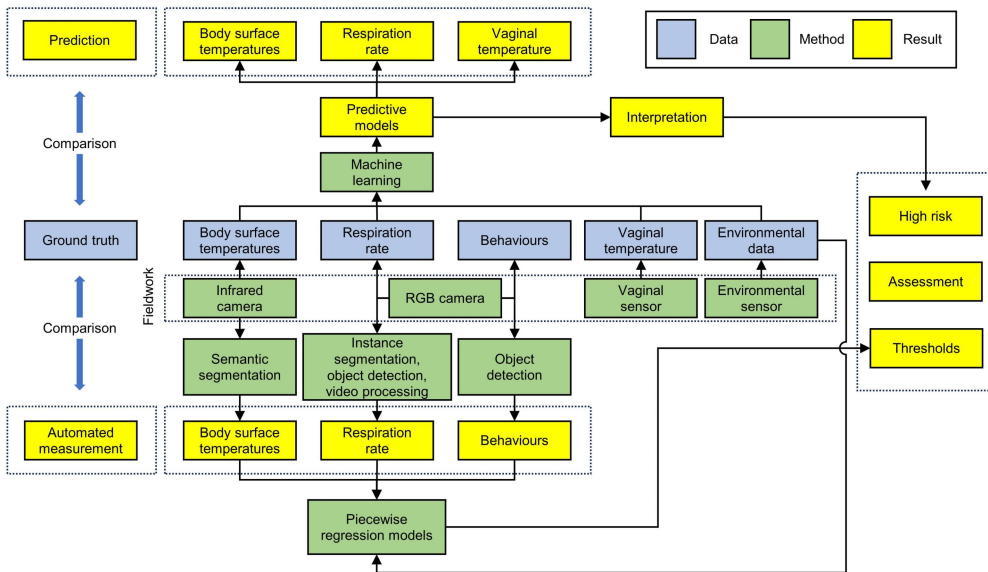 Prediction
Body surface
temperatures
Respiration
rate
Vaginal
temperature
Data
Method
Result
Comparison
Predictive
models
Interpretation
Machine
learning
Ground truth
Body surface
temperatures
Respiration
rate
Behaviours
Vaginal
temperature
Environmental
data
High risk
Assessment
Thresholds
Fieldwork
Infrared
camera
RGB camera
Vaginal
sensor
Environmental
sensor
Comparison
Semantic
segmentation
Instance
segmentation,
object detection,
video processing
Object
detection
Automated
measurement
Body surface
temperatures
Respiration
rate
Behaviours
Piecewise
regression models